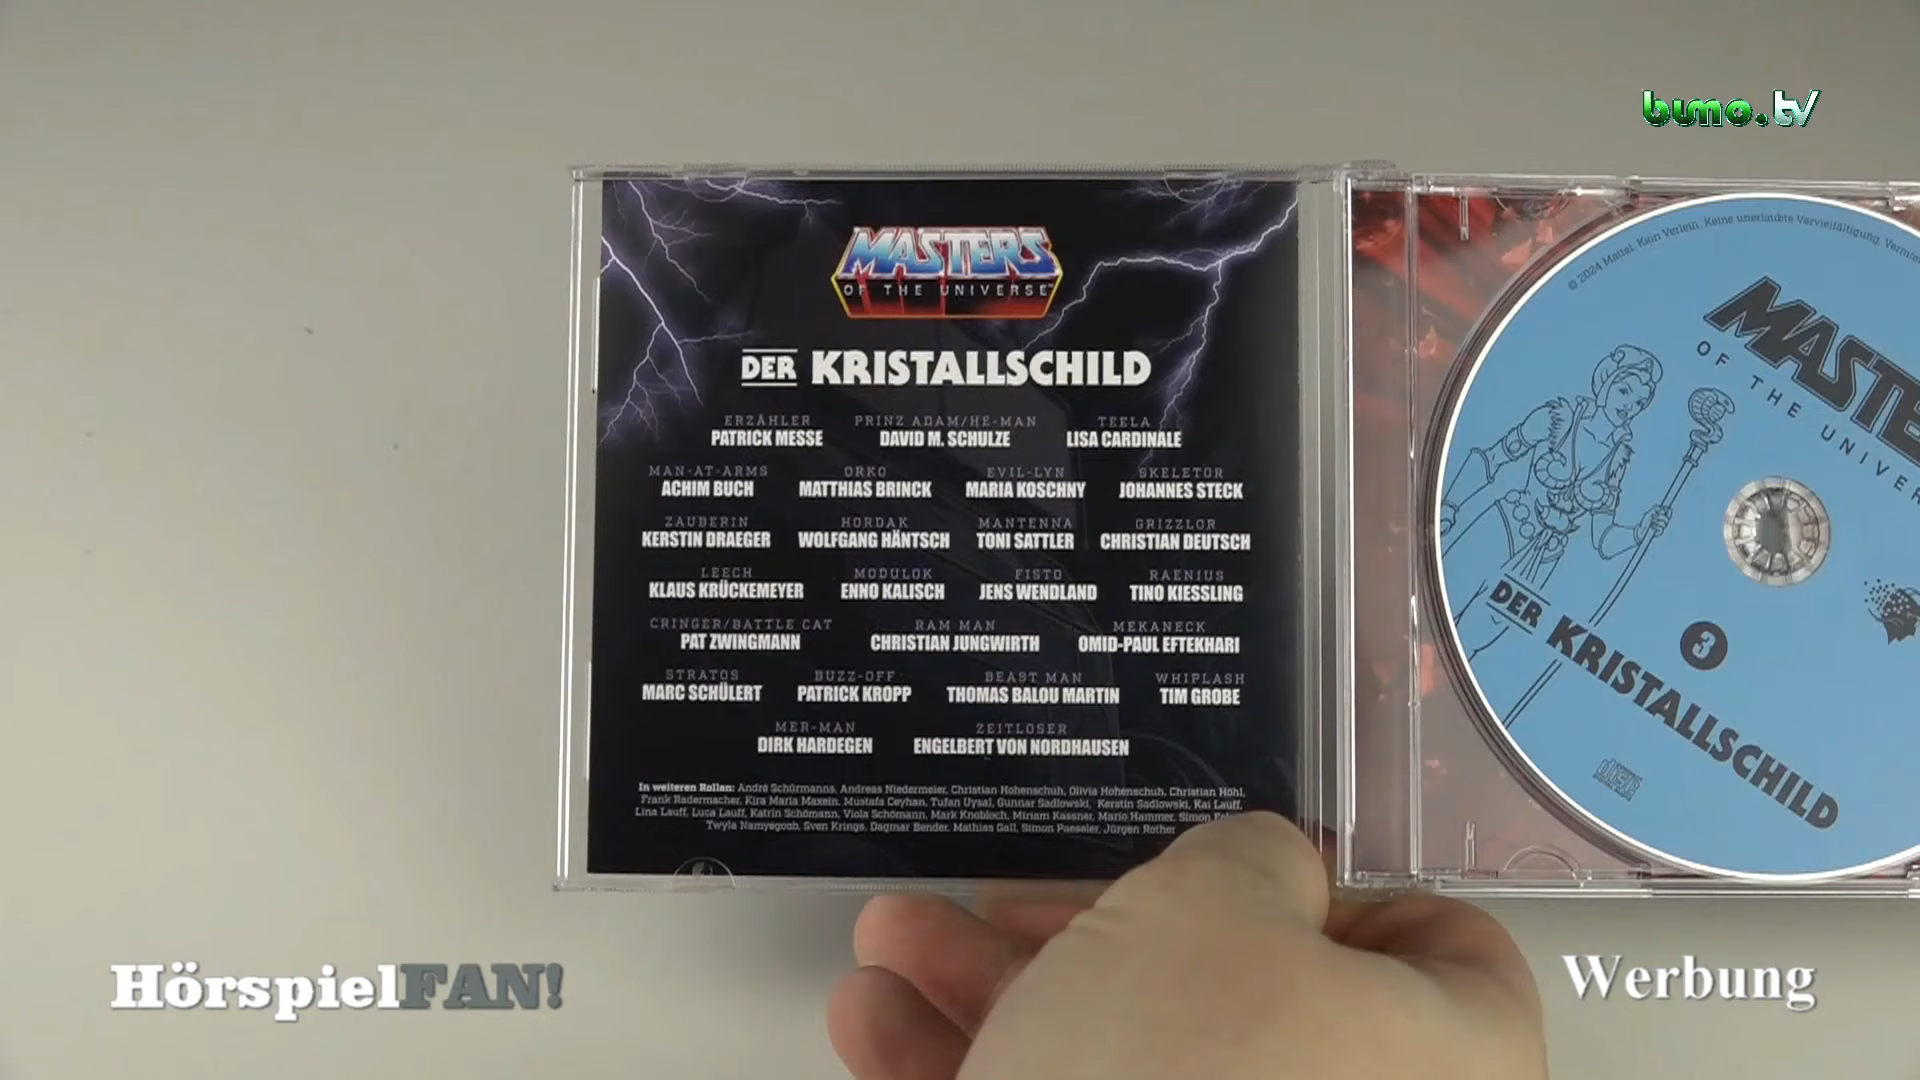 bumo.tv
MASTERS
OF THE UNIVERSE™
DER KRISTALLSCHILD
ERZÄHLER PRINZ ADAM/HE-MAN TEELA
PATRICK MESSE DAVID M. SCHULZE LISA CARDINALE
MAN-AT-ARMS ORKO EVIL-LYN SKELETOR
ACHIM BUCH MATTHIAS BRINCK MARIA KOSCHNY JOHANNES STECK
ZAUBERIN HORDAK MANTENNA GRIZZLOR
KERSTIN DRAEGER WOLFGANG HÄNTSCH TONI SATTLER CHRISTIAN DEUTSCH
LEECH MODULOK FISTO RAENIUS
KLAUS KRÜCKEMEYER ENNO KALISCH JENS WENDLAND TINO KIESSLING
CRINGER/BATTLE CAT RAM MAN MEKANECK
PAT ZWINGMANN CHRISTIAN JUNGWIRTH OMID-PAUL EFTEKHARI
STRATOS BUZZ-OFF BEAST MAN WHIPLASH
MARC SCHÜLERT PATRICK KROPP THOMAS BALOU MARTIN TIM GROBE
MER-MAN ZEITLOSER
DIRK HARDEGEN ENGELBERT VON NORDHAUSEN
In weiteren Rollen: André Schürmanns, Andreas Niedermeier, Christian Hohenschuh, Olivia Hohenschuh, Christian Höhl,
Frank Radermacher, Kira Maria Maxein, Mustafa Ceyhan, Tufan Uysal, Gunnar Sadlowski, Kerstin Sadlowski, Kai Lauff,
Lina Lauff, Luca Lauff, Katrin Schömann, Viola Schömann, Mark Knobloch, Miriam Kassner, Mario Hammer, Simon
Twyla Namyegoob, Sven Krings, Dagmar Bender, Mathias Gall, Simon Paeseler, Jürgen Rother
© 2024 Mattel. Kein Verleih. Keine unerlaubte Vervielfältigung,
MASTE
OF THE UNIVER
3
DER KRISTALLSCHILD
HörspielFAN!
Werbung